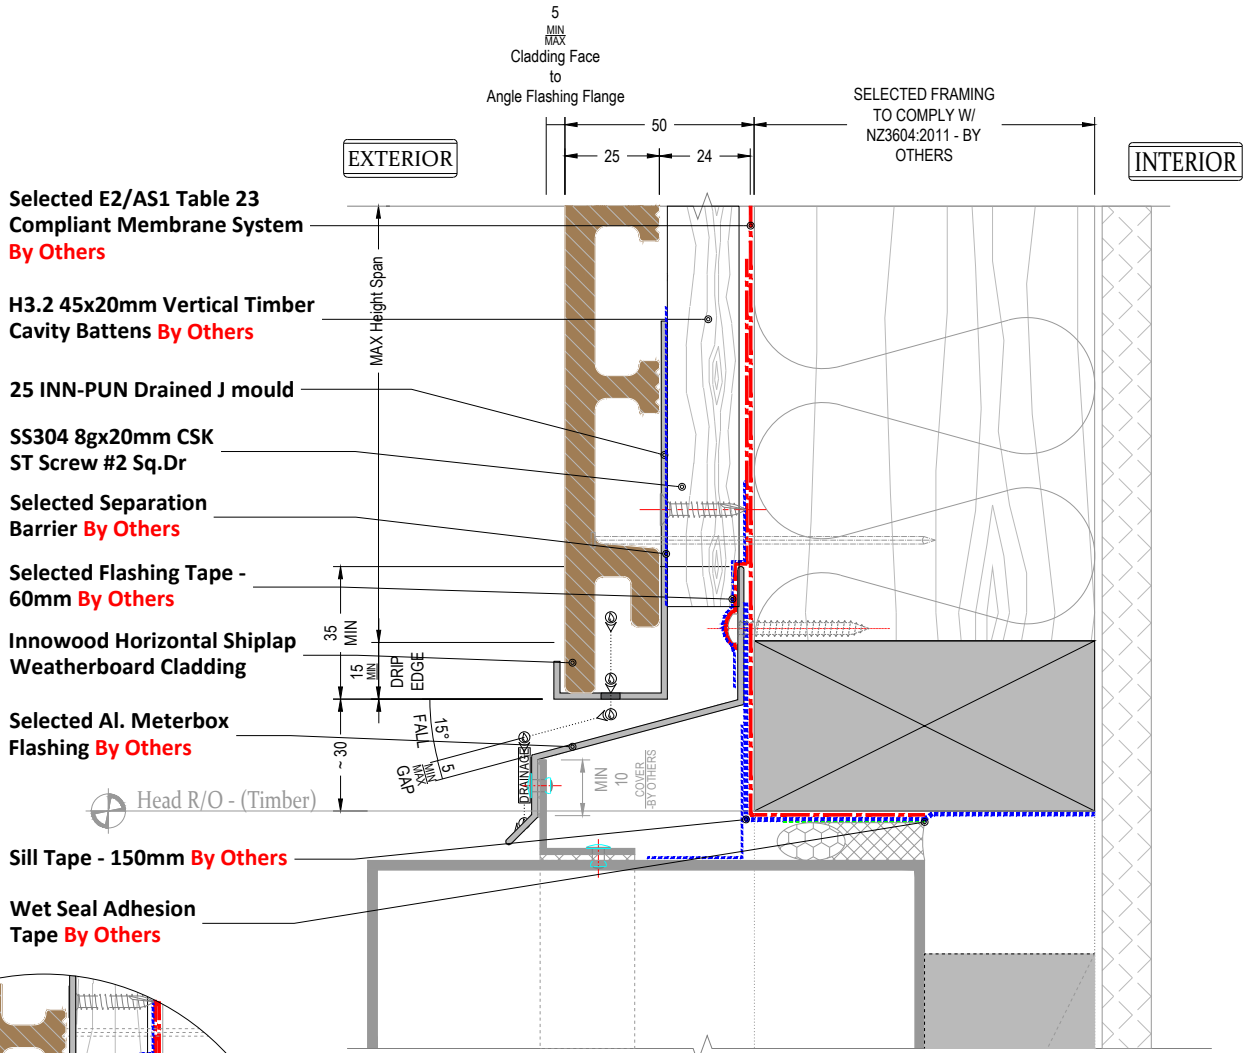 5
MIN
MAX
Cladding Face
to
Angle Flashing Flange
SELECTED FRAMING
TO COMPLY W/
NZ3604:2011 - BY
OTHERS
50
25
24
EXTERIOR
INTERIOR
Selected E2/AS1 Table 23
Compliant Membrane System
By Others
H3.2 45x20mm Vertical Timber
Cavity Battens By Others
25 INN-PUN Drained J mould
SS304 8gx20mm CSK
ST Screw #2 Sq.Dr
Selected Separation
Barrier By Others
Selected Flashing Tape -
60mm By Others
Innowood Horizontal Shiplap
Weatherboard Cladding
Selected Al. Meterbox
Flashing By Others
Head R/O - (Timber)
Sill Tape - 150mm By Others
Wet Seal Adhesion
Tape By Others
MAX Height Span
35
MIN
15
MIN
DRIP
EDGE
~ 30
15°
FALL
5
MIN
MAX
GAP
DRAINAGE
MIN
10
COVER
-BY OTHERS